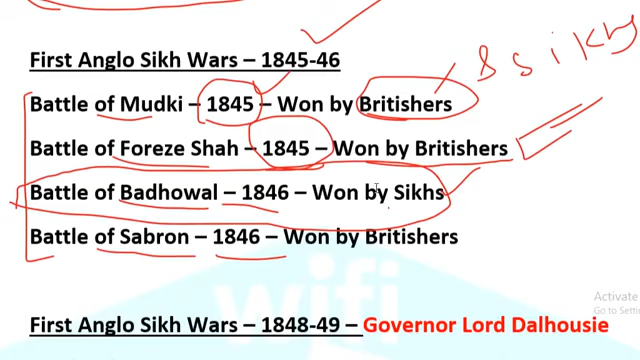 First Anglo Sikh Wars – 1845-46
Battle of Mudki – 1845 – Won by Britishers
& Sikhs
Battle of Foreze Shah – 1845 – Won by Britishers
Battle of Badhowal – 1846 – Won by Sikhs
Battle of Sabron – 1846 – Won by Britishers
wifi
Activate
Go to Setti
First Anglo Sikh Wars – 1848-49 – Governor Lord Dalhousie